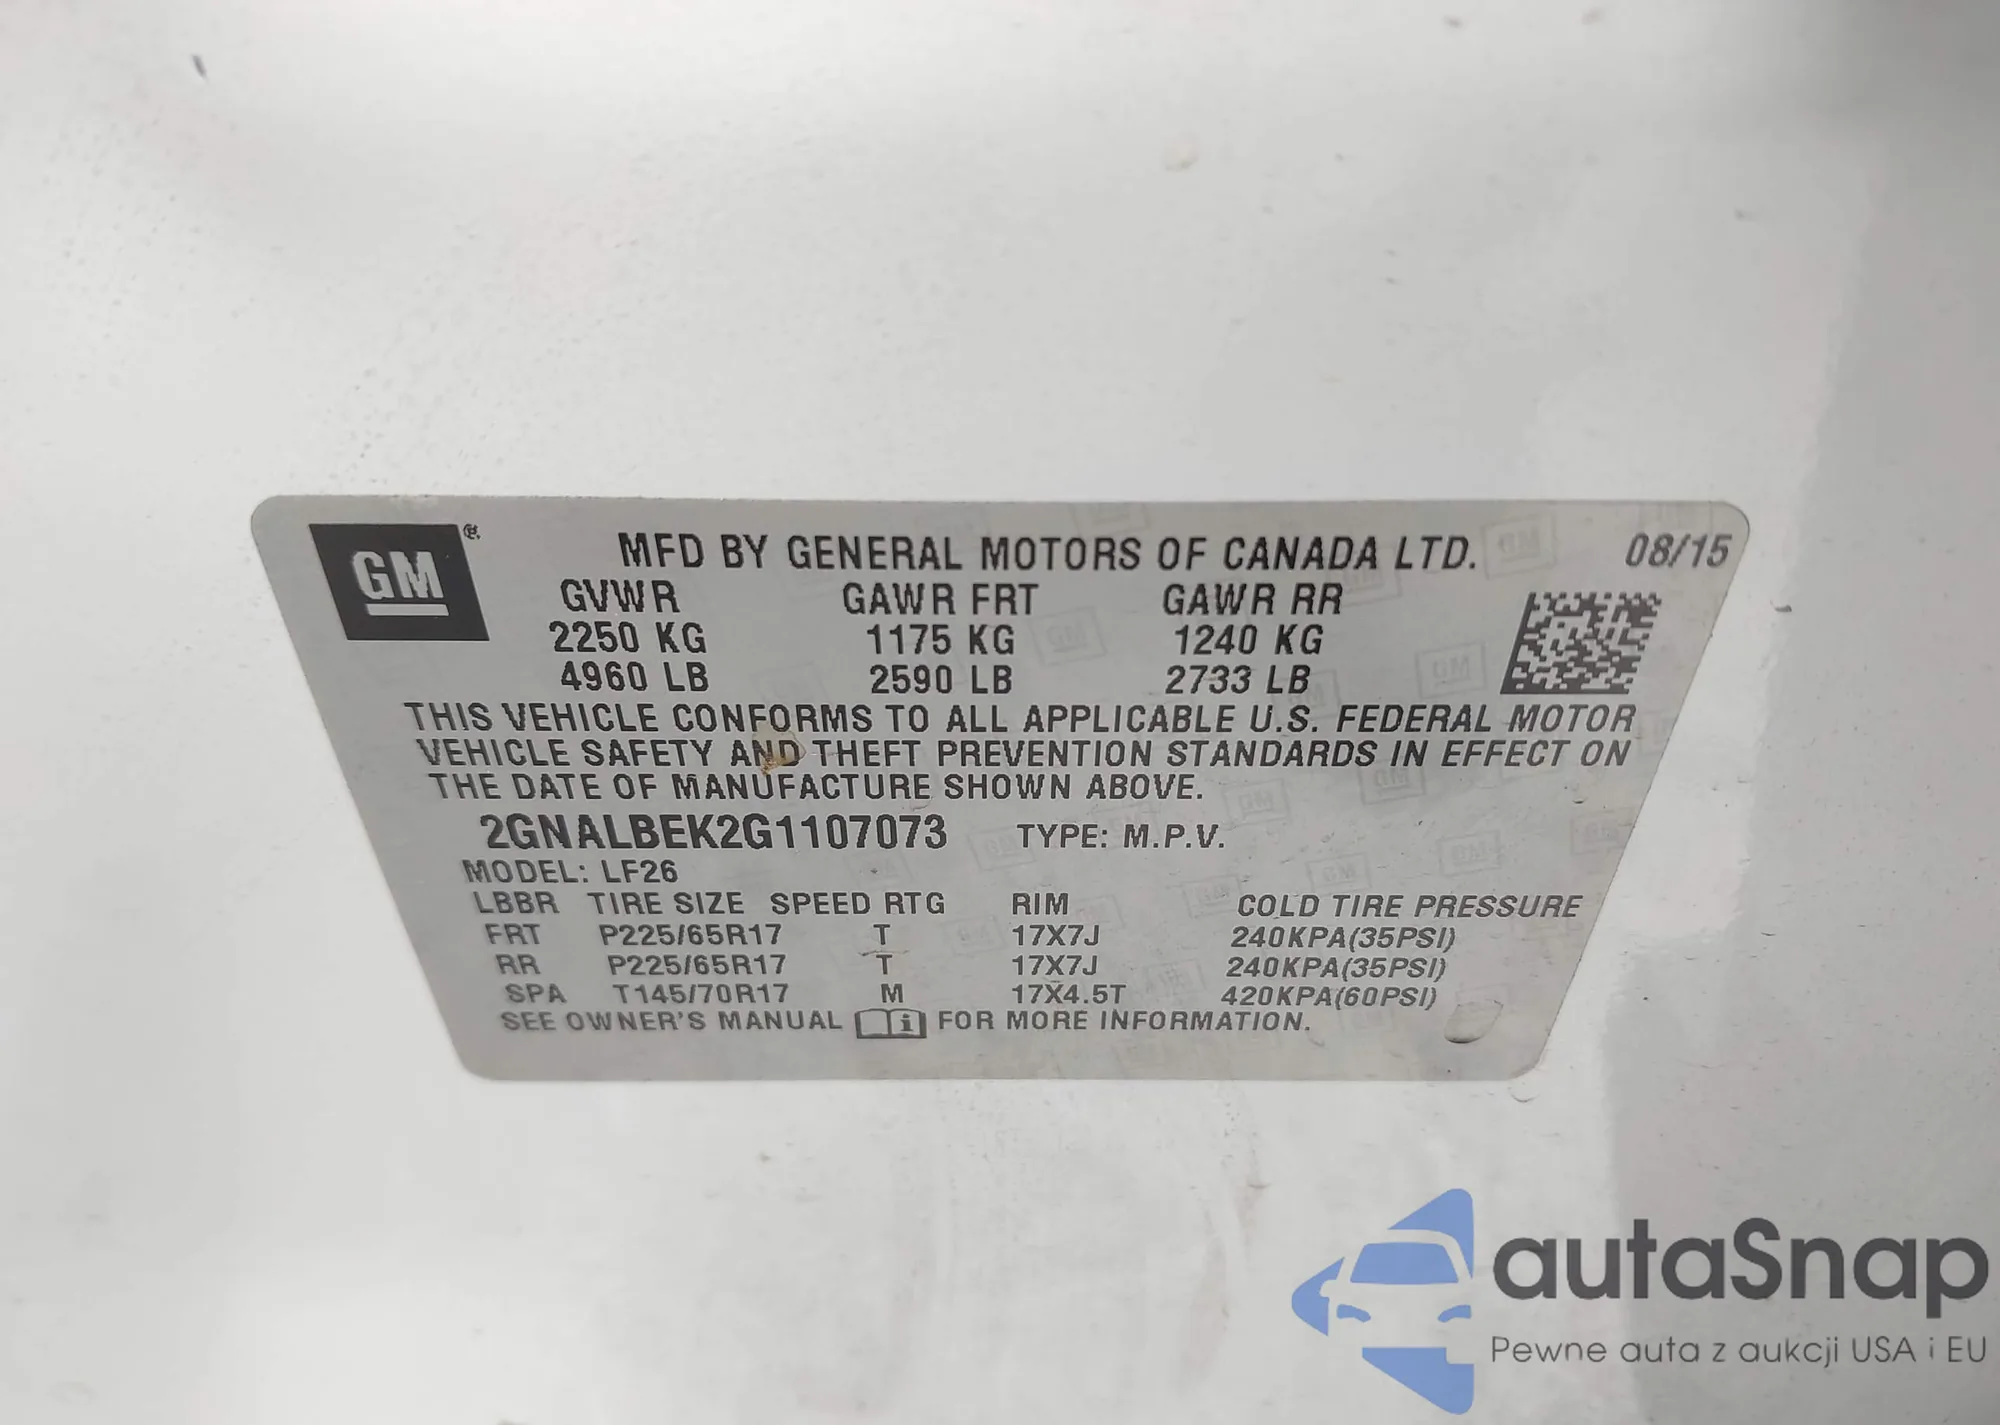 GM®
MFD BY GENERAL MOTORS OF CANADA LTD. 08/15
GVWR GAWR FRT GAWR RR
2250 KG 1175 KG 1240 KG
4960 LB 2590 LB 2733 LB
THIS VEHICLE CONFORMS TO ALL APPLICABLE U.S. FEDERAL MOTOR
VEHICLE SAFETY AND THEFT PREVENTION STANDARDS IN EFFECT ON
THE DATE OF MANUFACTURE SHOWN ABOVE.
2GNALBEK2G1107073 TYPE: M.P.V.
MODEL: LF26
LBBR TIRE SIZE SPEED RTG RIM COLD TIRE PRESSURE
FRT P225/65R17 T 17X7J 240KPA(35PSI)
RR P225/65R17 T 17X7J 240KPA(35PSI)
SPA T145/70R17 M 17X4.5T 420KPA(60PSI)
SEE OWNER'S MANUAL i FOR MORE INFORMATION.
autaSnap
Pewne auta z aukcji USA i EU